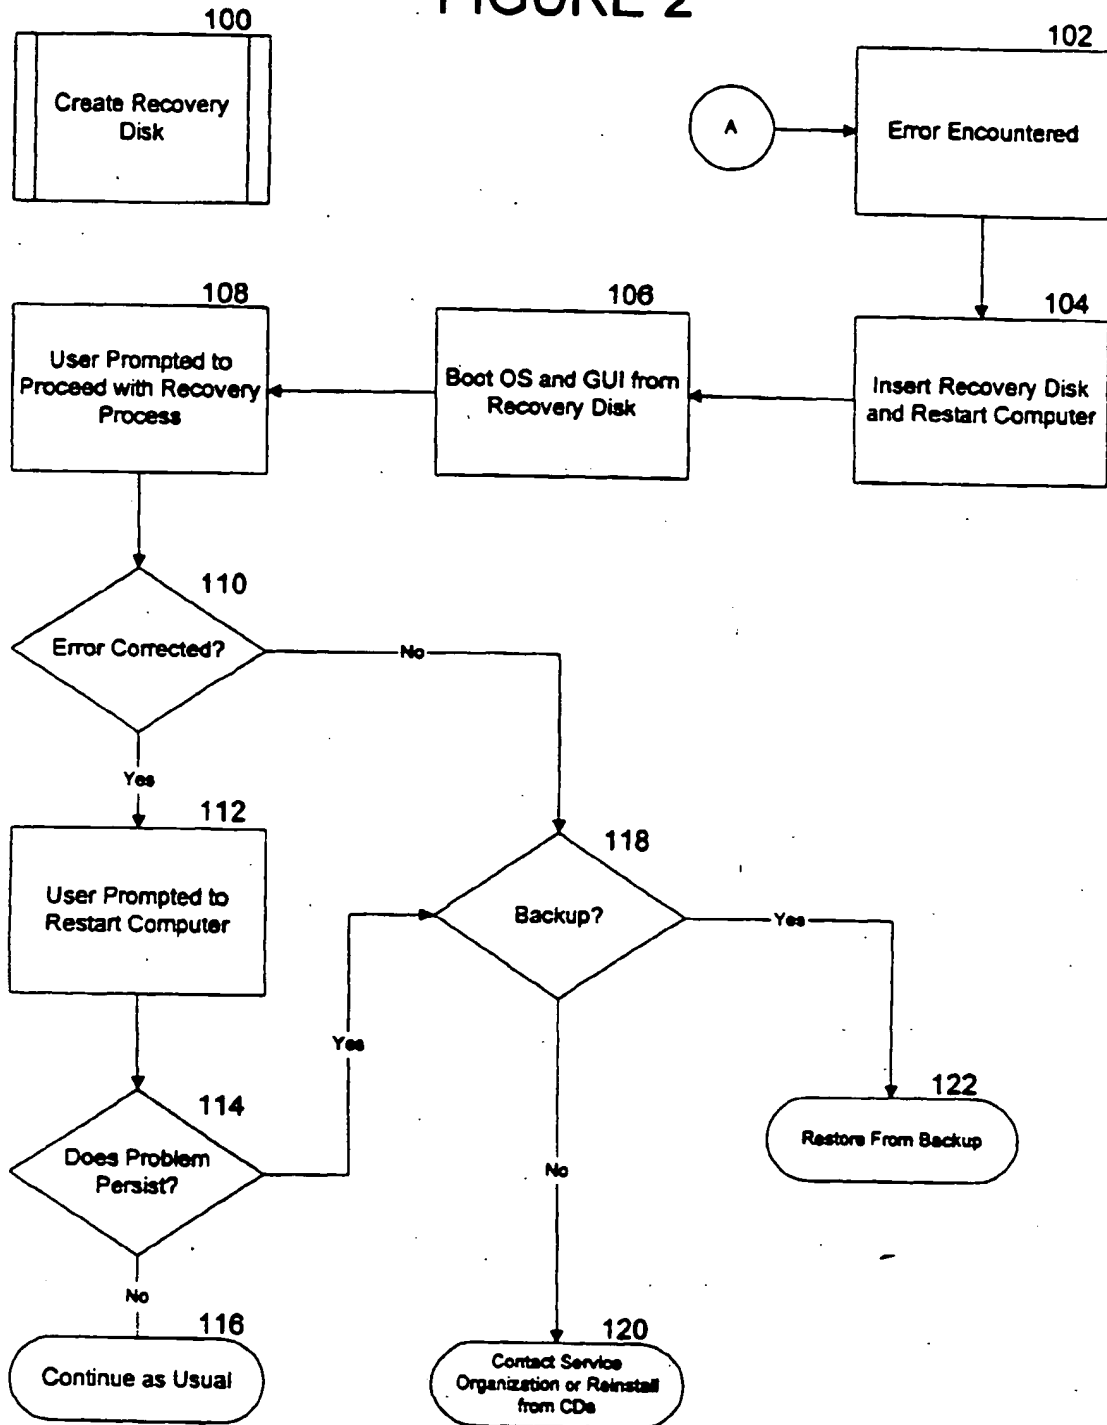 FIGURE 2
100
Create Recovery
Disk
A
102
Error Encountered
108
User Prompted to
Proceed with Recovery
Process
106
Boot OS and GUI from
Recovery Disk
104
Insert Recovery Disk
and Restart Computer
110
Error Corrected?
No
Yes
112
User Prompted to
Restart Computer
118
Backup?
Yes
Yes
114
Does Problem
Persist?
No
122
Restore From Backup
No
116
Continue as Usual
120
Contact Service
Organization or Reinstall
from CDs